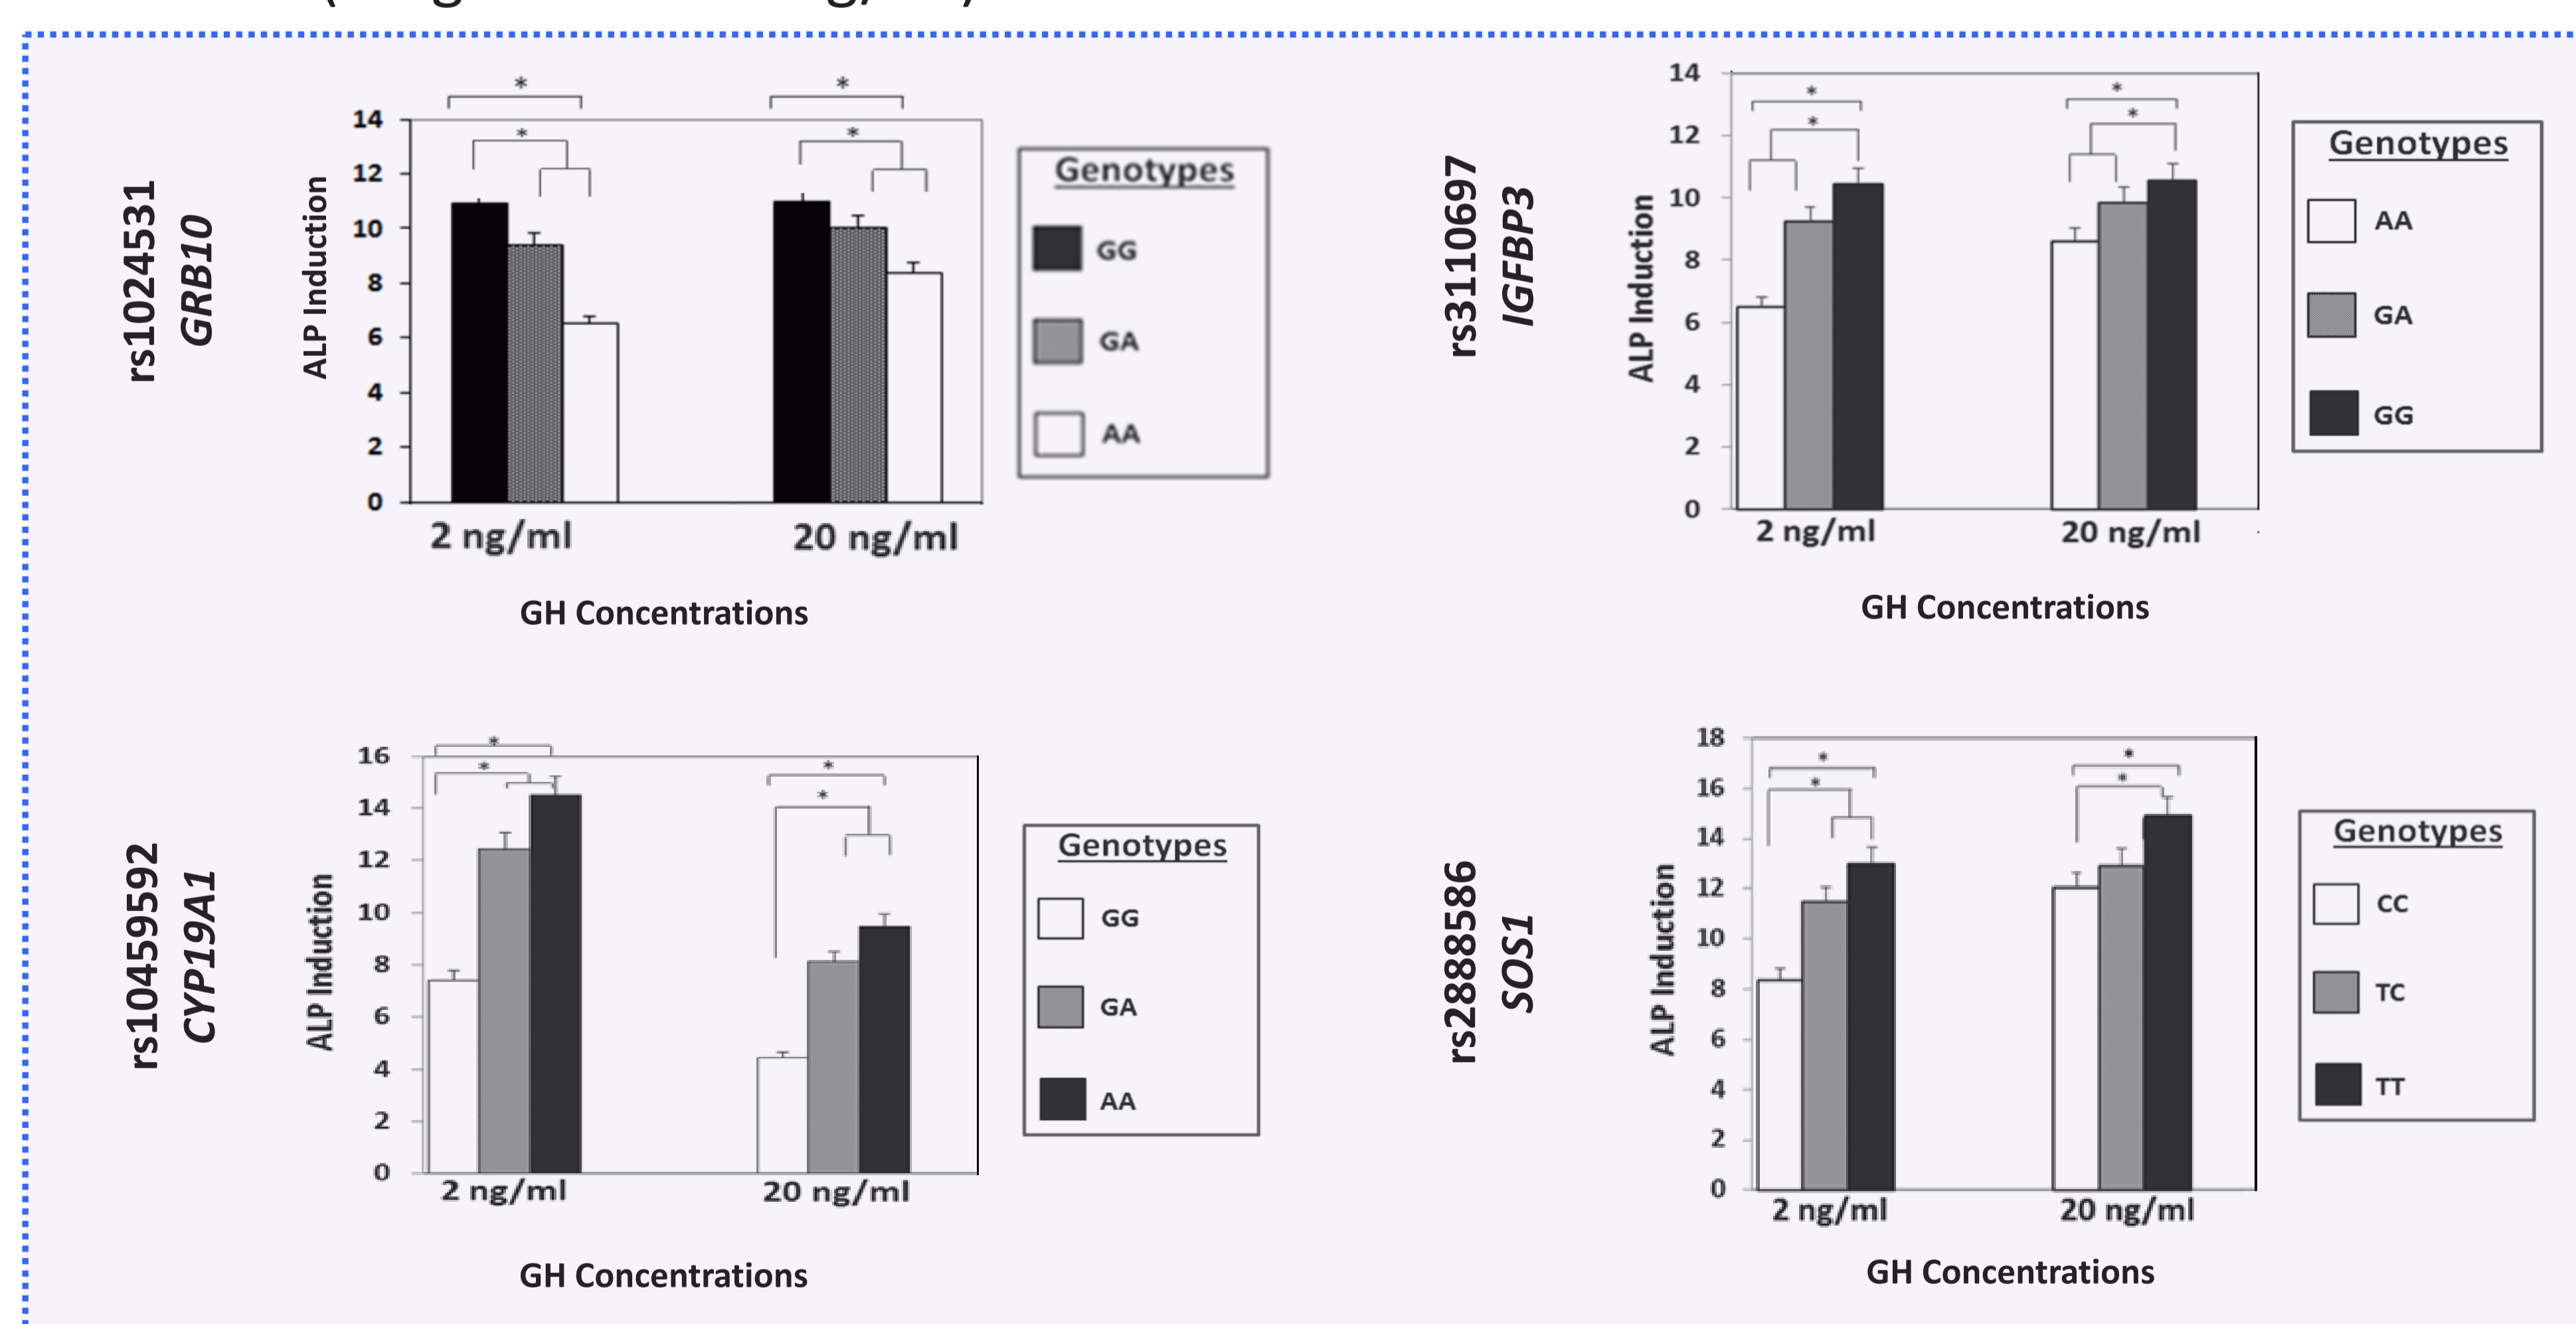 rs10245531
GRB10
ALP Induction
14
12
10
8
6
4
2
0
*
*
*
*
2 ng/ml
20 ng/ml
GH Concentrations
Genotypes
GG
GA
AA
rs3110697
IGFBP3
ALP Induction
14
12
10
8
6
4
2
0
*
*
*
*
2 ng/ml
20 ng/ml
GH Concentrations
Genotypes
AA
GA
GG
rs10459592
CYP19A1
ALP Induction
16
14
12
10
8
6
4
2
0
*
*
*
*
2 ng/ml
20 ng/ml
GH Concentrations
Genotypes
GG
GA
AA
rs2888586
SOS1
ALP Induction
18
16
14
12
10
8
6
4
2
0
*
*
*
*
2 ng/ml
20 ng/ml
GH Concentrations
Genotypes
CC
TC
TT